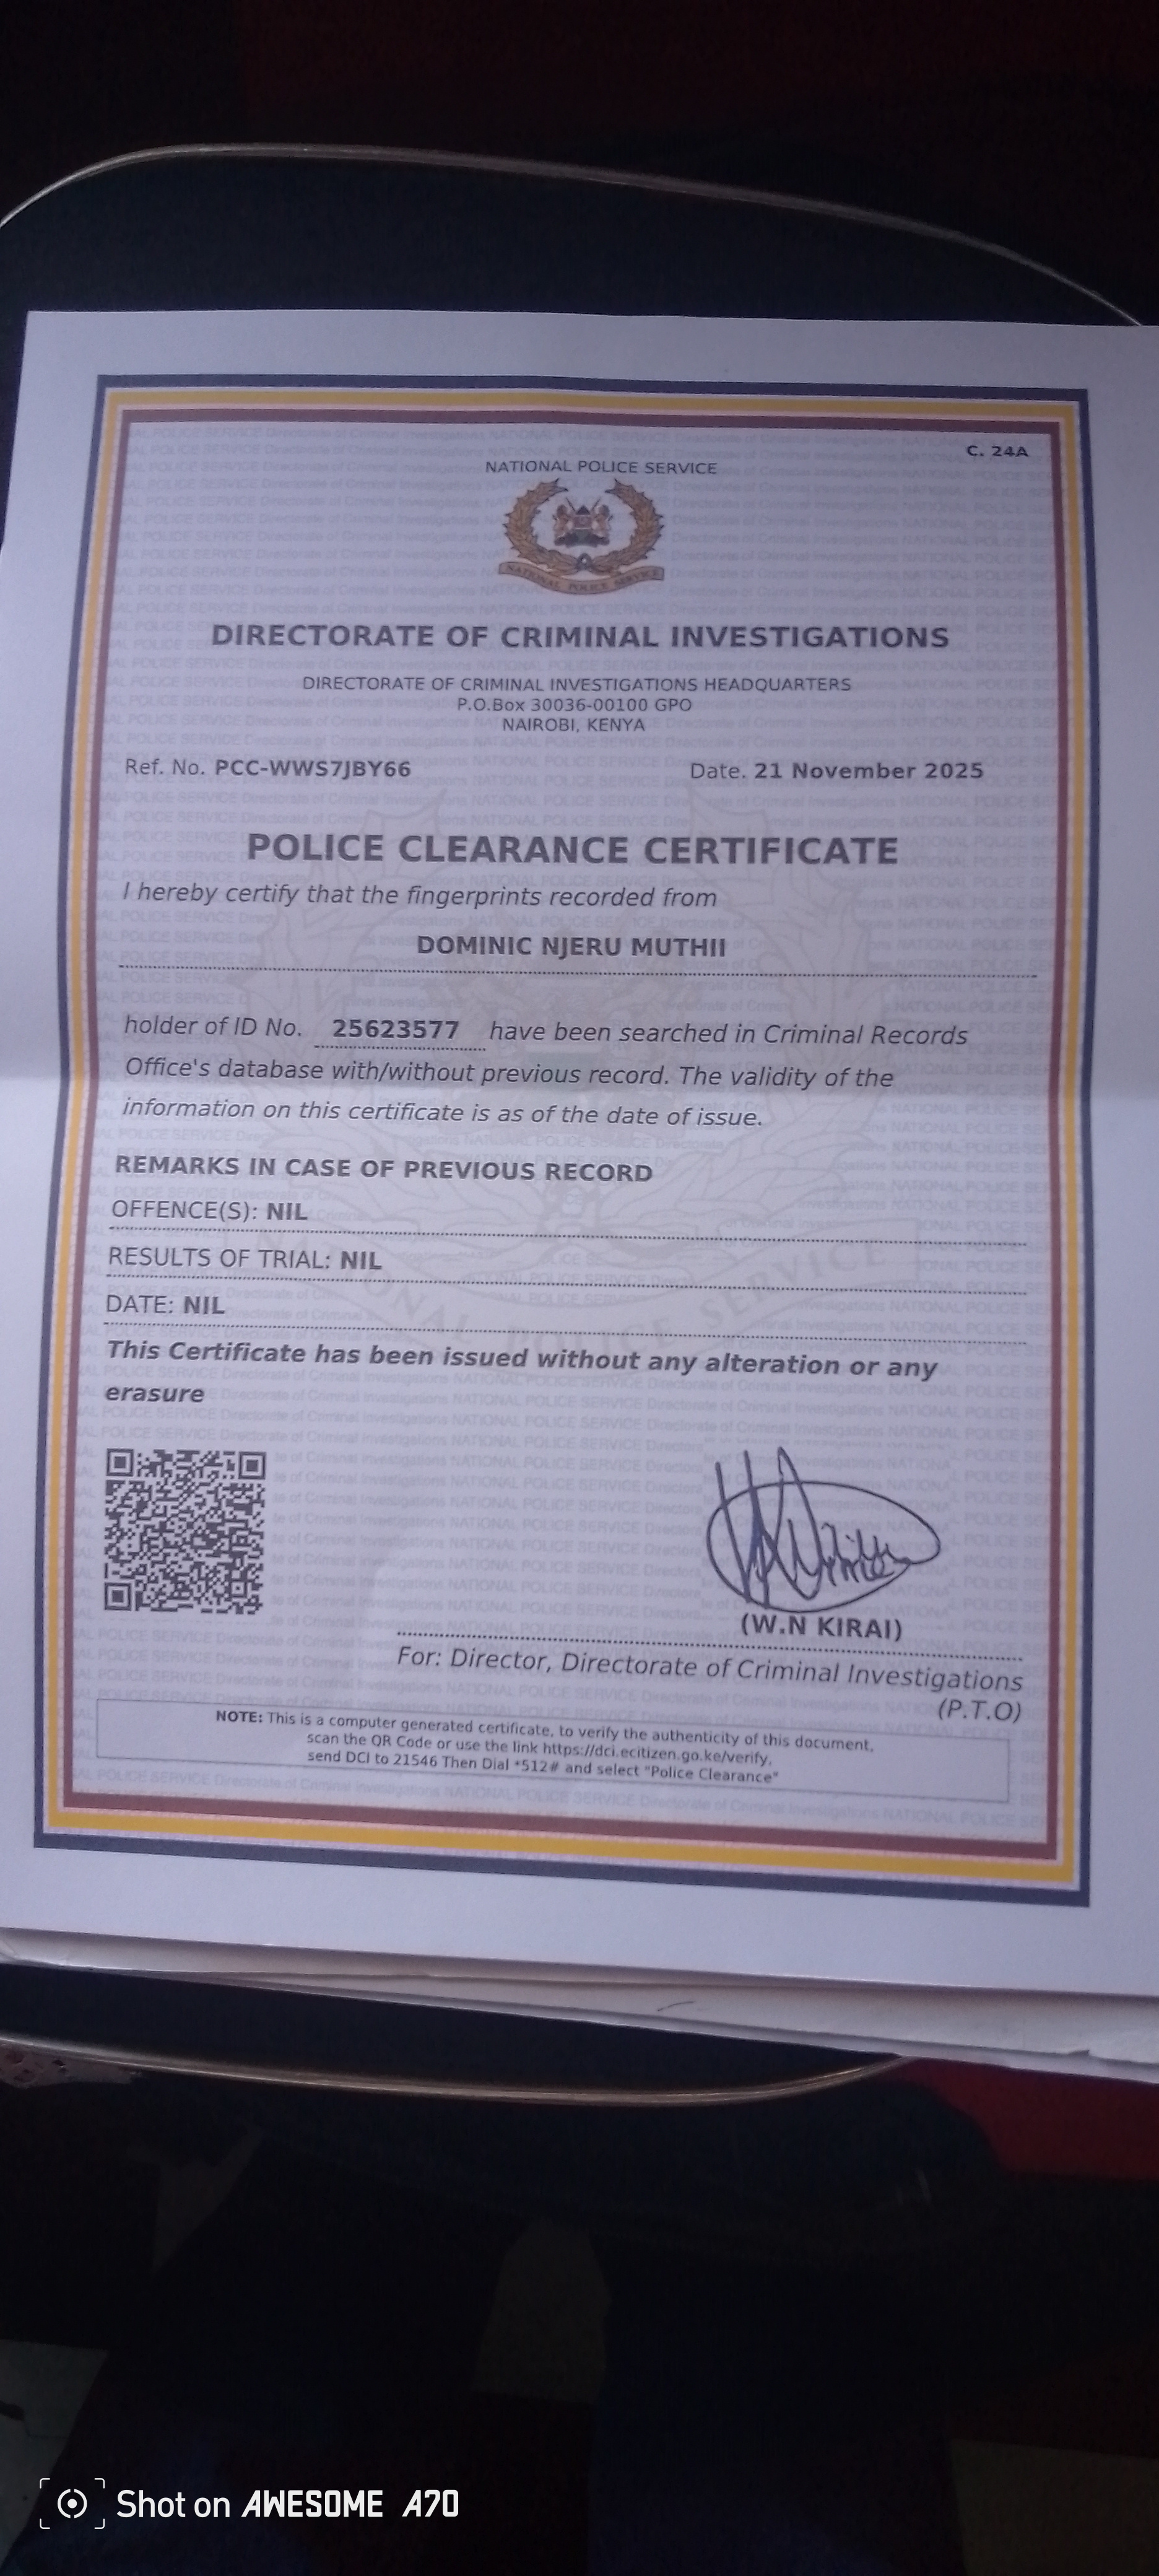 C. 24A
NATIONAL POLICE SERVICE
NATIONAL POLICE SERVICE
DIRECTORATE OF CRIMINAL INVESTIGATIONS
DIRECTORATE OF CRIMINAL INVESTIGATIONS HEADQUARTERS
P.O.Box 30036-00100 GPO
NAIROBI, KENYA
Ref. No. PCC-WWS7JBY66 Date. 21 November 2025
POLICE CLEARANCE CERTIFICATE
I hereby certify that the fingerprints recorded from
DOMINIC NJERU MUTHII
holder of ID No. 25623577 have been searched in Criminal Records
Office's database with/without previous record. The validity of the
information on this certificate is as of the date of issue.
REMARKS IN CASE OF PREVIOUS RECORD
OFFENCE(S): NIL
RESULTS OF TRIAL: NIL
DATE: NIL
This Certificate has been issued without any alteration or any
erasure
(W.N KIRAI)
For: Director, Directorate of Criminal Investigations
(P.T.O)
NOTE: This is a computer generated certificate, to verify the authenticity of this document,
scan the QR Code or use the link https://dci.ecitizen.go.ke/verify,
send DCI to 21546 Then Dial *512# and select "Police Clearance"
Shot on AWESOME A70